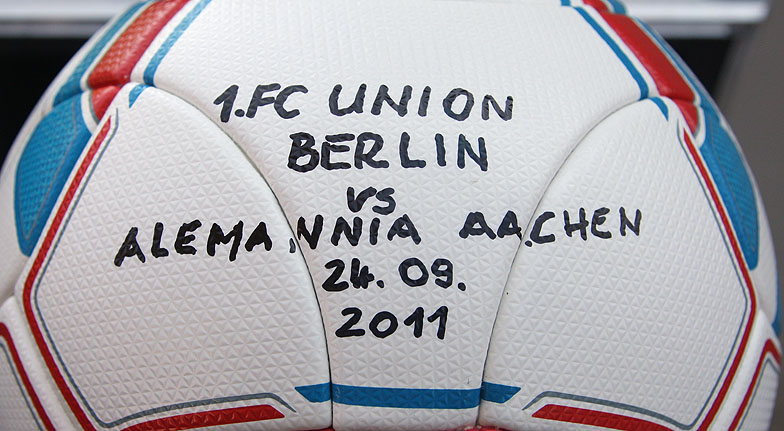 1.FC UNION
BERLIN
vs
ALEMANNIA AACHEN
24.09.
2011